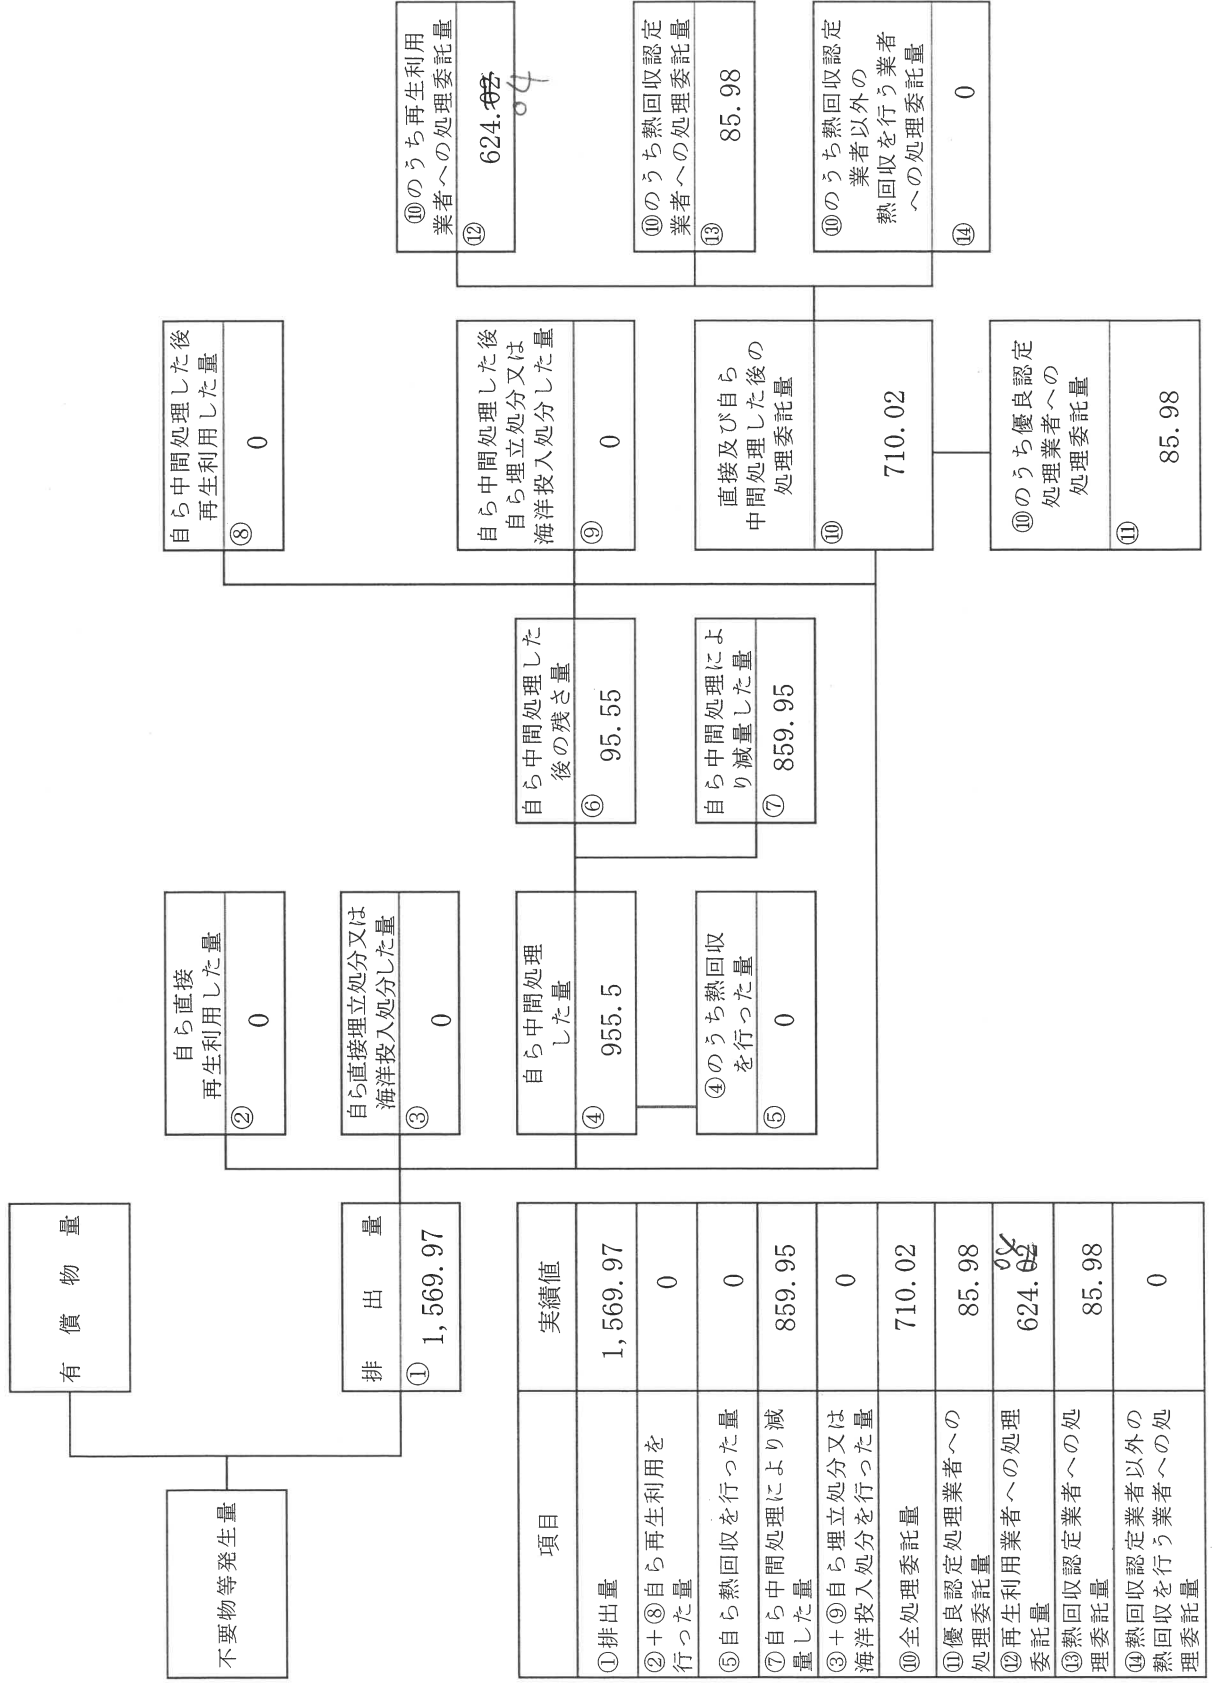 不要物等発生量
有償物量
排出量
① 1,569.97
自ら直接
再生利用した量
② 0
自ら直接埋立処分又は
海洋投入処分した量
③ 0
自ら中間処理
した量
④ 955.5
④のうち熱回収
を行った量
⑤ 0
自ら中間処理した
後の残さ量
⑥ 95.55
自ら中間処理によ
り減量した量
⑦ 859.95
自ら中間処理した後
再生利用した量
⑧ 0
自ら中間処理した後
自ら埋立処分又は
海洋投入処分した量
⑨ 0
直接及び自ら
中間処理した後の
処理委託量
⑩ 710.02
⑩のうち優良認定
処理業者への
処理委託量
⑪ 85.98
⑩のうち再生利用
業者への処理委託量
⑫ 624.02
04
⑩のうち熱回収認定
業者への処理委託量
⑬ 85.98
⑩のうち熱回収認定
業者以外の
熱回収を行う業者
への処理委託量
⑭ 0
項目 実績値
①排出量 1,569.97
②+⑧自ら再生利用を
行った量 0
⑤自ら熱回収を行った量 0
⑦自ら中間処理により減
量した量 859.95
③+⑨自ら埋立処分又は
海洋投入処分を行った量 0
⑩全処理委託量 710.02
⑪優良認定処理業者への
処理委託量 85.98
⑫再生利用業者への処理
委託量 624.02
⑬熱回収認定業者への処
理委託量 85.98
⑭熱回収認定業者以外の
熱回収を行う業者への処
理委託量 0